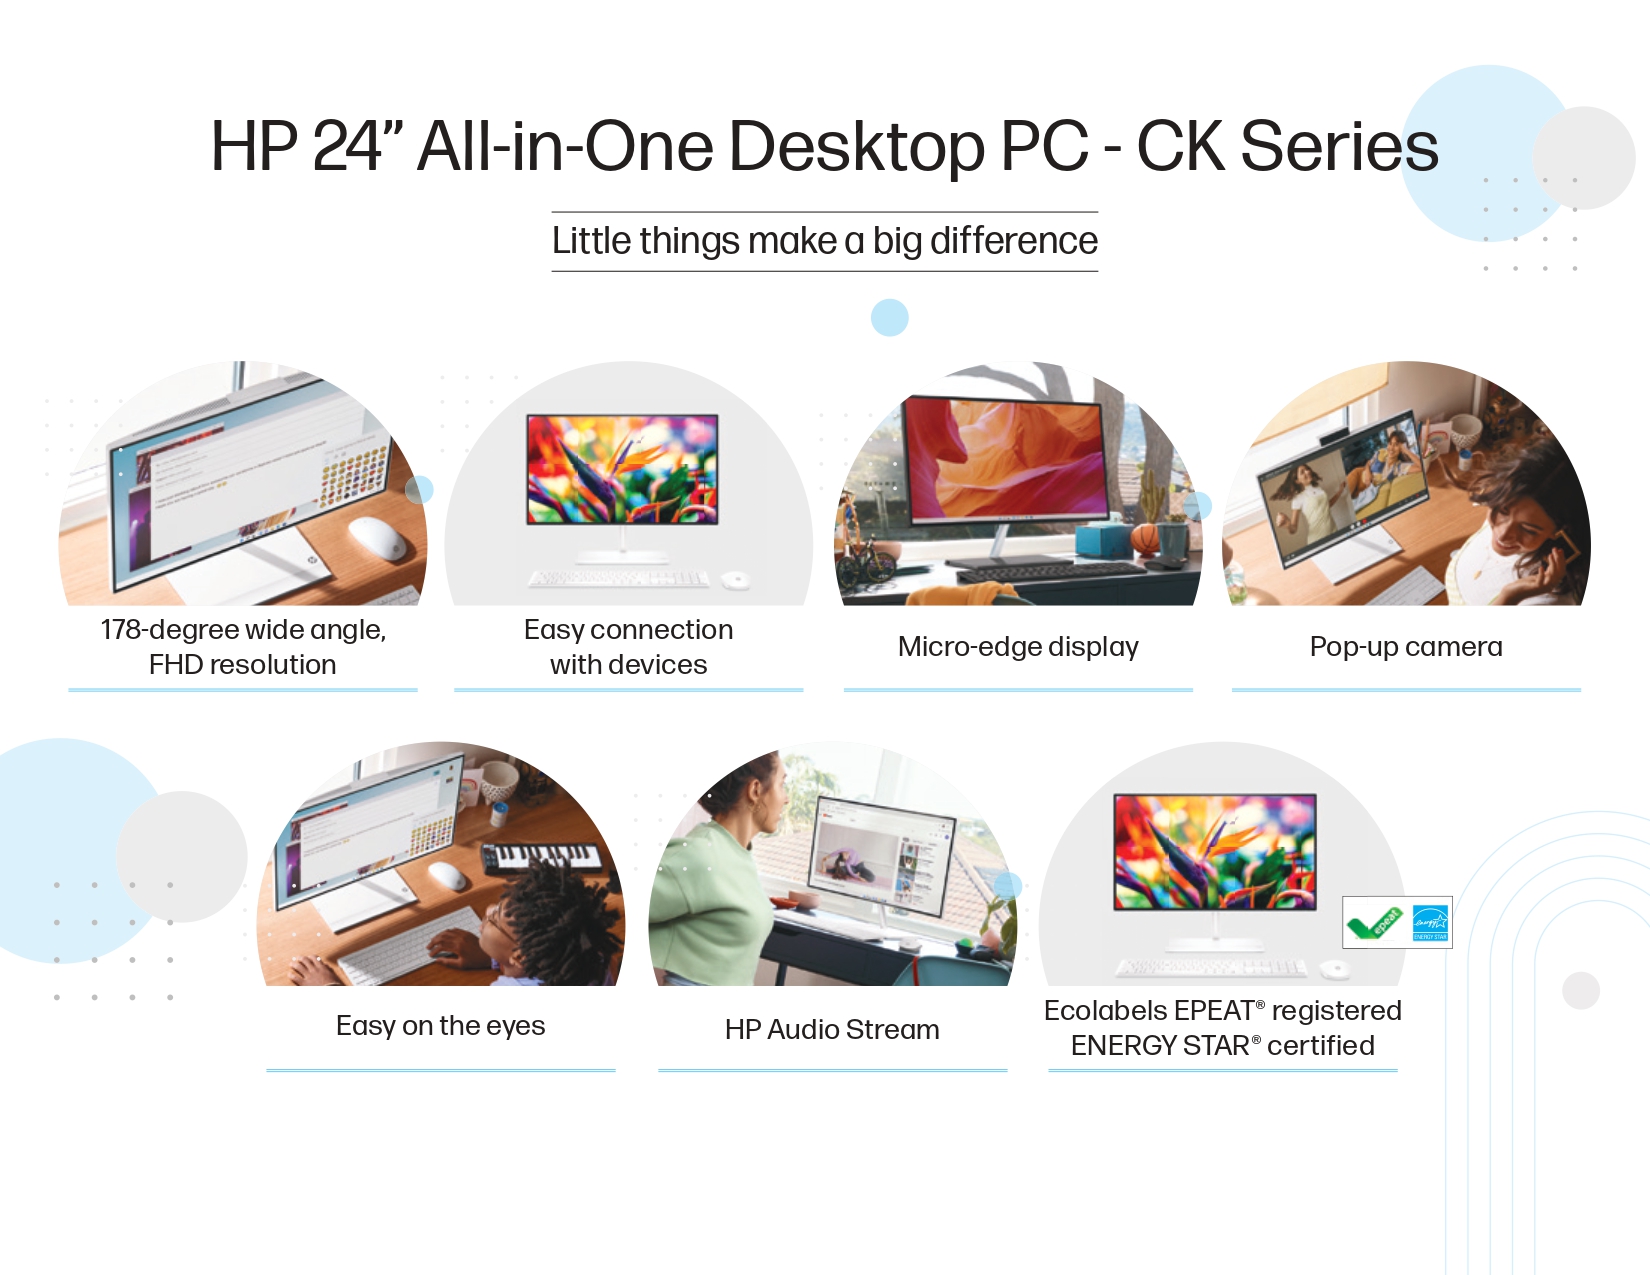 HP 24” All-in-One Desktop PC - CK Series
Little things make a big difference
178-degree wide angle,
FHD resolution
Easy connection
with devices
Micro-edge display
Pop-up camera
Easy on the eyes
HP Audio Stream
epeat
energy
ENERGY STAR
Ecolabels EPEAT® registered
ENERGY STAR® certified